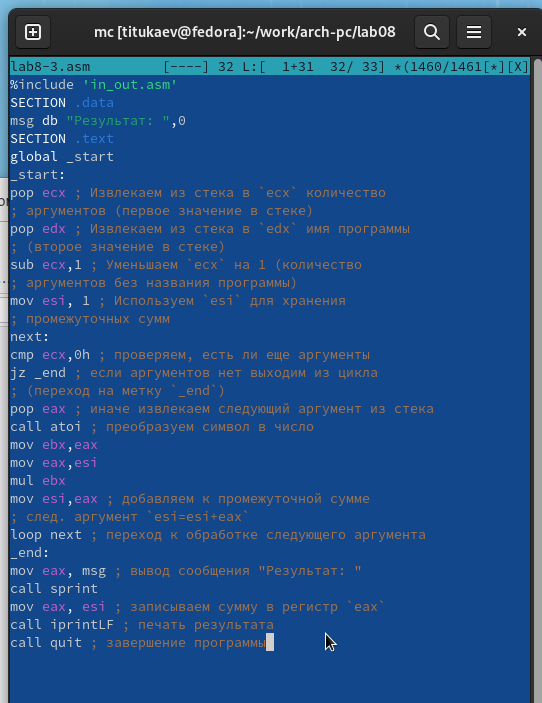 mc [titukaev@fedora]:~/work/arch-pc/lab08
lab8-3.asm [----] 32 L:[ 1+31 32/ 33] *(1460/1461[*][X]
%include 'in_out.asm'
SECTION .data
msg db "Результат: ",0
SECTION .text
global _start
_start:
pop ecx ; Извлекаем из стека в `ecx` количество
; аргументов (первое значение в стеке)
pop edx ; Извлекаем из стека в `edx` имя программы
; (второе значение в стеке)
sub ecx,1 ; Уменьшаем `ecx` на 1 (количество
; аргументов без названия программы)
mov esi, 1 ; Используем `esi` для хранения
; промежуточных сумм
next:
cmp ecx,0h ; проверяем, есть ли еще аргументы
jz _end ; если аргументов нет выходим из цикла
; (переход на метку `_end`)
pop eax ; иначе извлекаем следующий аргумент из стека
call atoi ; преобразуем символ в число
mov ebx,eax
mov eax,esi
mul ebx
mov esi,eax ; добавляем к промежуточной сумме
; след. аргумент `esi=esi+eax`
loop next ; переход к обработке следующего аргумента
_end:
mov eax, msg ; вывод сообщения "Результат: "
call sprint
mov eax, esi ; записываем сумму в регистр `eax`
call iprintLF ; печать результата
call quit ; завершение программы